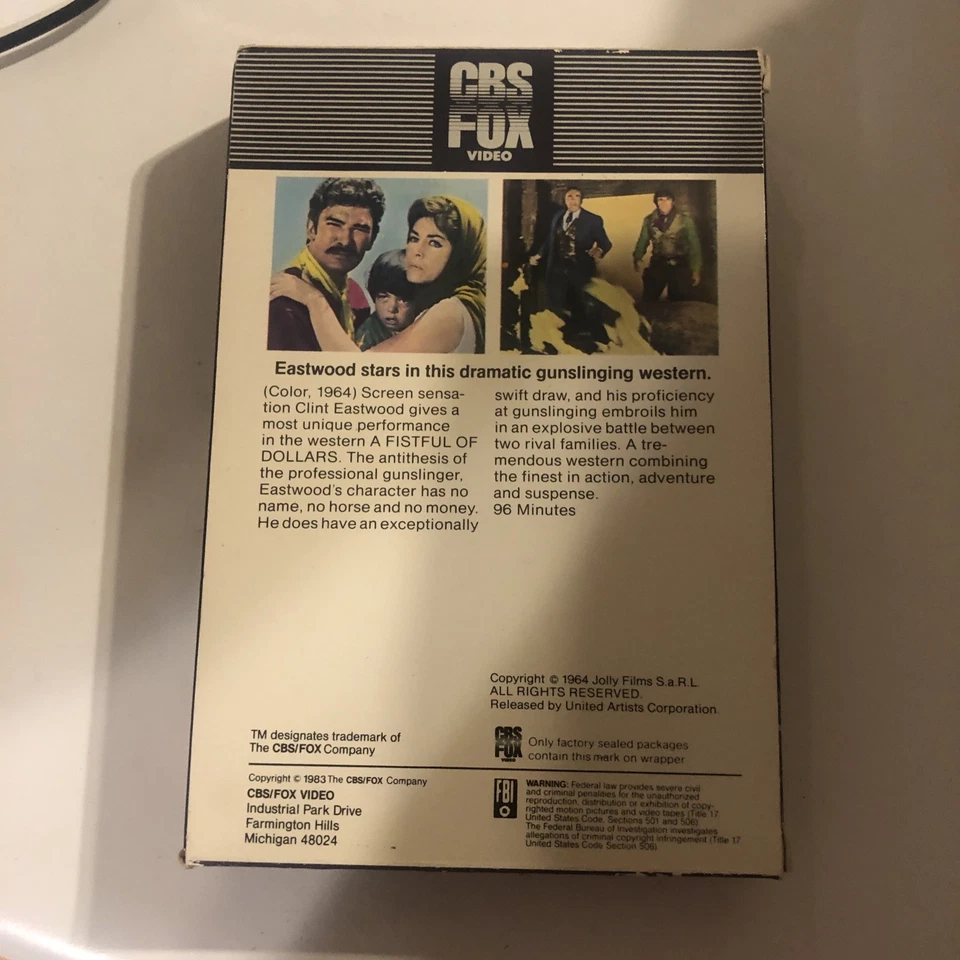 CBS
FOX
VIDEO
Eastwood stars in this dramatic gunslinging western.
(Color, 1964) Screen sensa-
tion Clint Eastwood gives a
most unique performance
in the western A FISTFUL OF
DOLLARS. The antithesis of
the professional gunslinger,
Eastwood's character has no
name, no horse and no money.
He does have an exceptionally
swift draw, and his proficiency
at gunslinging embroils him
in an explosive battle between
two rival families. A tre-
mendous western combining
the finest in action, adventure
and suspense.
96 Minutes
Copyright © 1964 Jolly Films S.a.R.L.
ALL RIGHTS RESERVED.
Released by United Artists Corporation.
TM designates trademark of
The CBS/FOX Company
CBS
FOX
VIDEO
Only factory sealed packages
contain this mark on wrapper
Copyright © 1983 The CBS/FOX Company
CBS/FOX VIDEO
Industrial Park Drive
Farmington Hills
Michigan 48024
FBI
WARNING: Federal law provides severe civil
and criminal penalties for the unauthorized
reproduction, distribution or exhibition of copy-
righted motion pictures and video tapes (Title 17
United States Code, Sections 501 and 506).
The Federal Bureau of Investigation investigates
allegations of criminal copyright infringement (Title 17
United States Code Section 506).